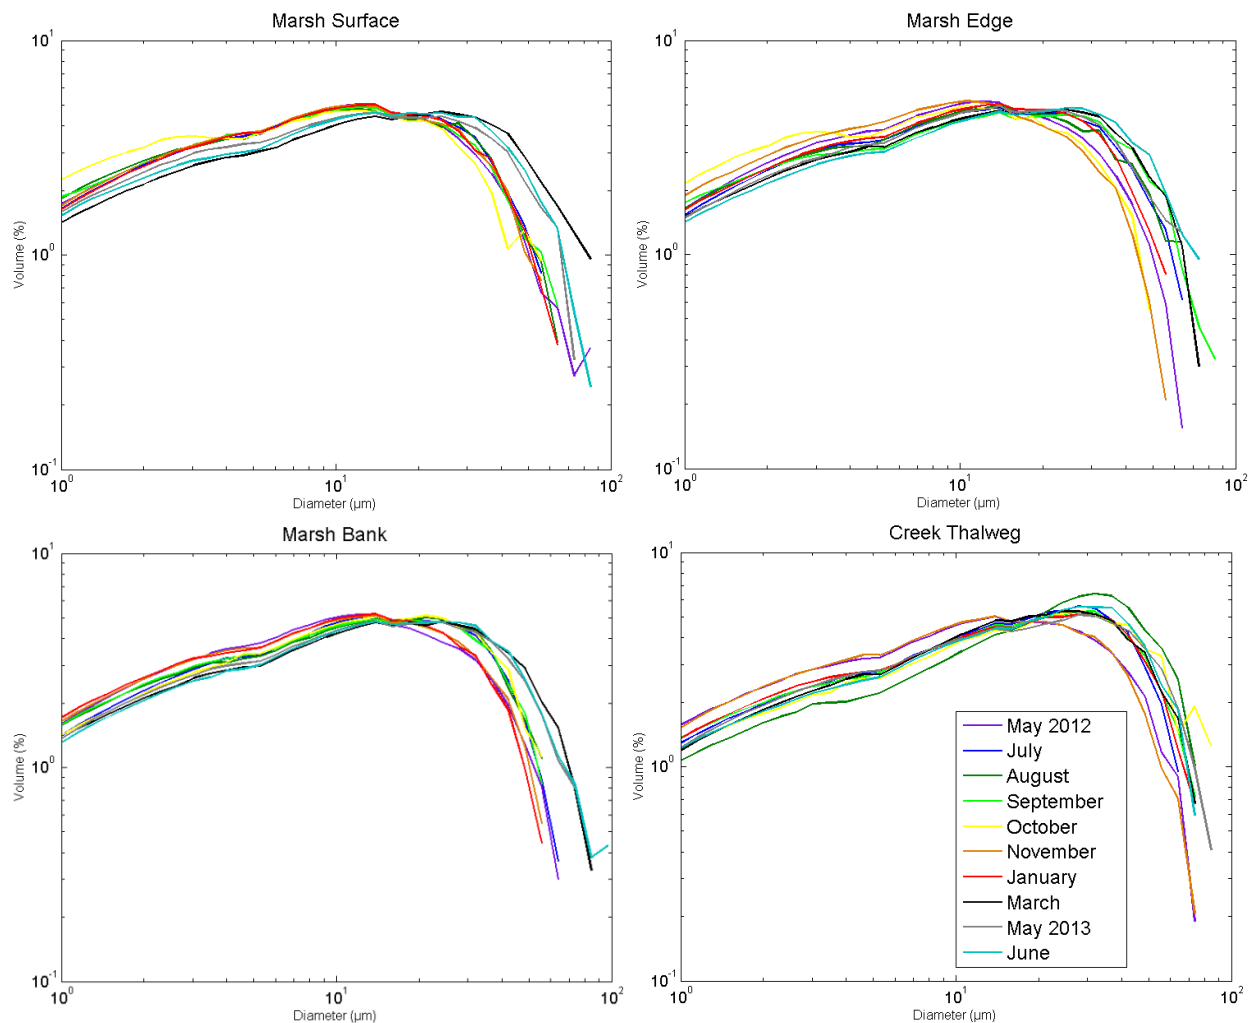 Marsh Surface
10^1
10^0
10^-1
Volume (%)
10^0
10^1
10^2
Diameter (µm)
Marsh Edge
10^1
10^0
10^-1
Volume (%)
10^0
10^1
10^2
Diameter (µm)
Marsh Bank
10^1
10^0
10^-1
Volume (%)
10^0
10^1
10^2
Diameter (µm)
Creek Thalweg
10^1
10^0
10^-1
Volume (%)
10^0
10^1
10^2
Diameter (µm)
May 2012
July
August
September
October
November
January
March
May 2013
June